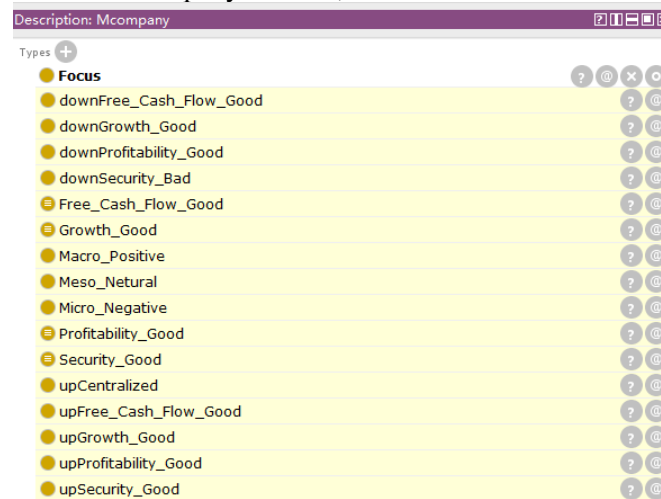 Description: Mcompany
Types
Focus
downFree_Cash_Flow_Good
downGrowth_Good
downProfitability_Good
downSecurity_Bad
Free_Cash_Flow_Good
Growth_Good
Macro_Positive
Meso_Netural
Micro_Negative
Profitability_Good
Security_Good
upCentralized
upFree_Cash_Flow_Good
upGrowth_Good
upProfitability_Good
upSecurity_Good